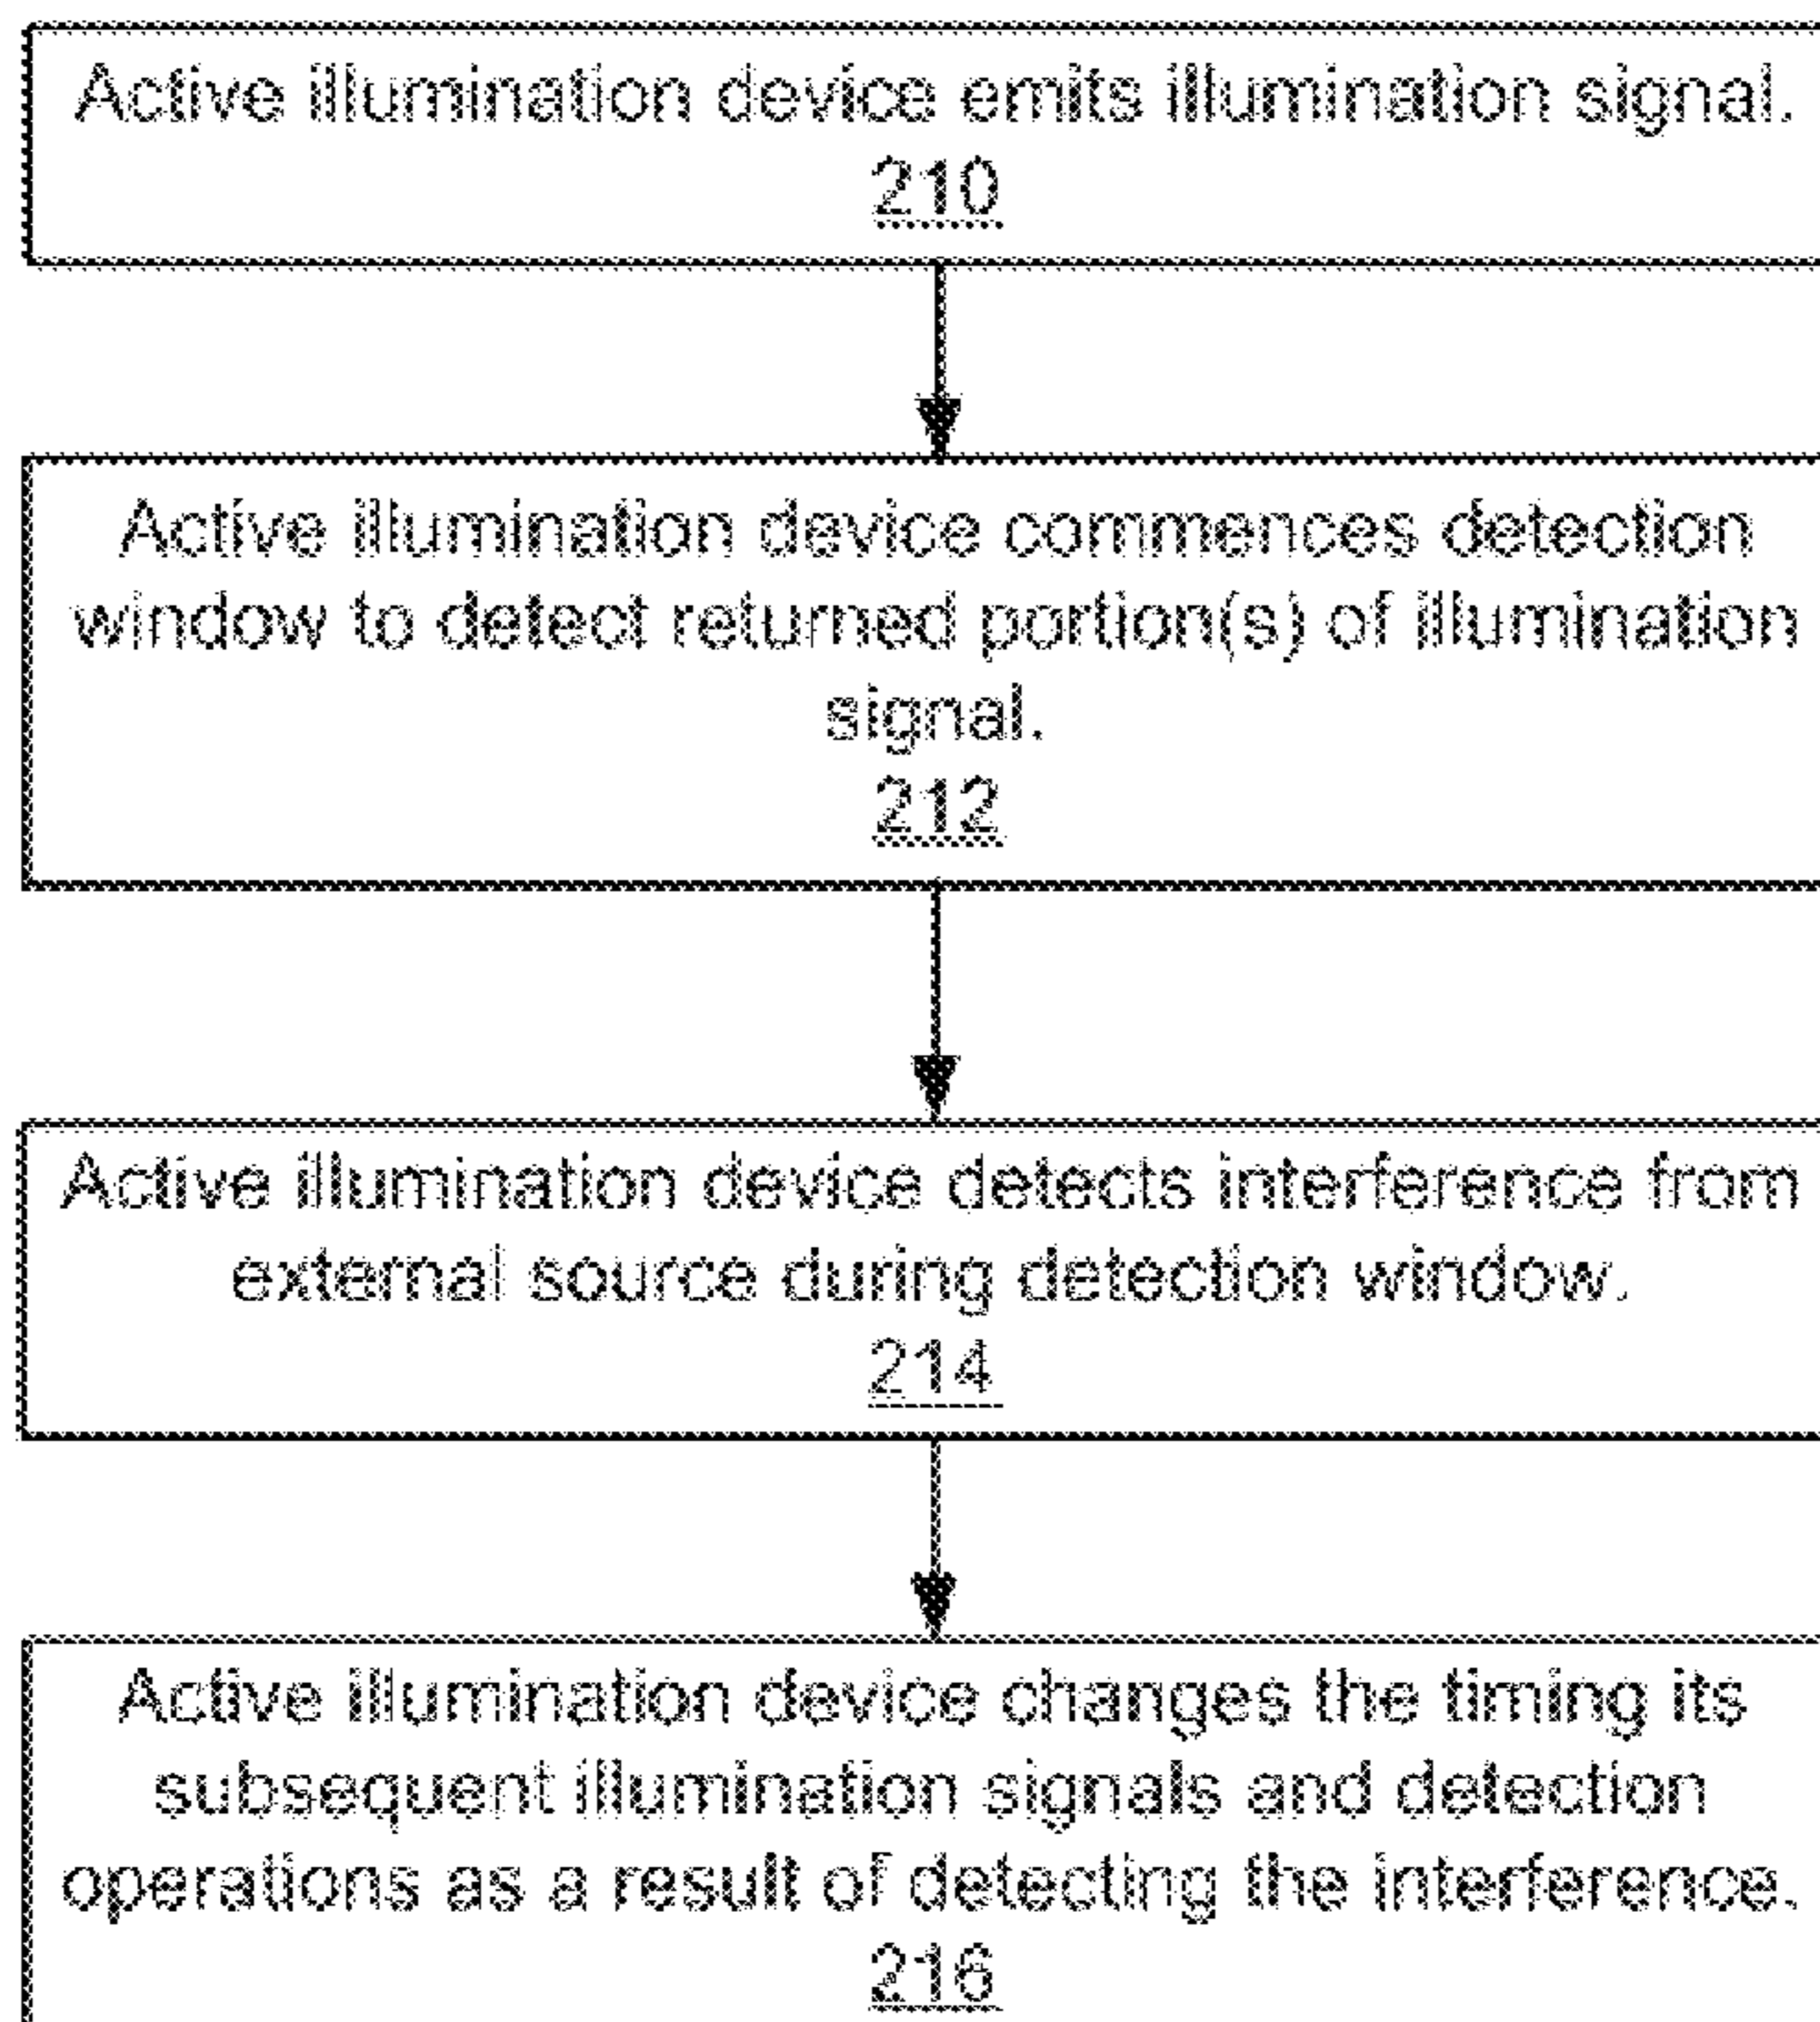 Active illumination device emits illumination signal.
210
Active illumination device commences detection
window to detect returned portion(s) of illumination
signal.
212
Active illumination device detects interference from
external source during detection window.
214
Active illumination device changes the timing its
subsequent illumination signals and detection
operations as a result of detecting the interference.
216